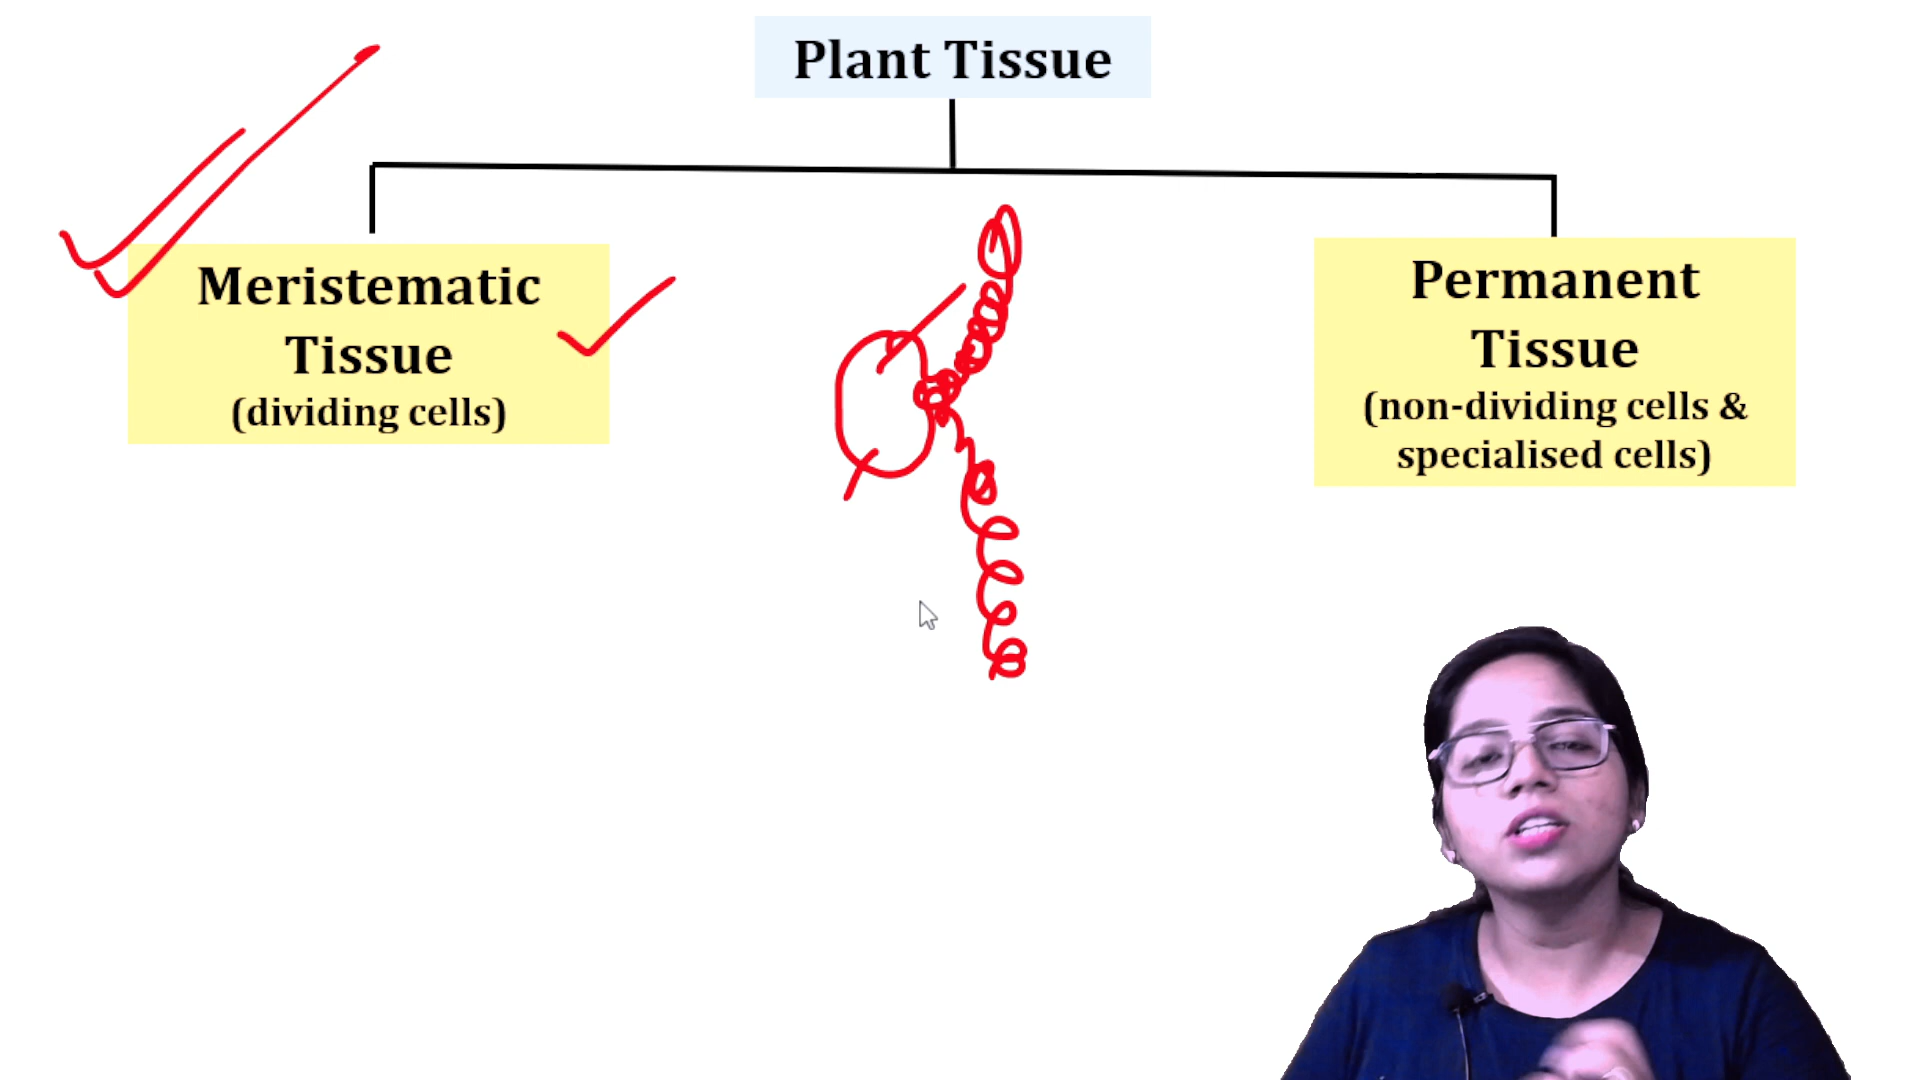 Plant Tissue
Meristematic
Tissue
(dividing cells)
Permanent
Tissue
(non-dividing cells &
specialised cells)